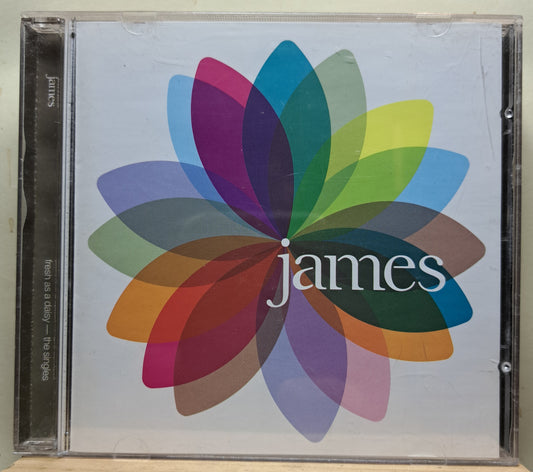 james
fresh as a daisy — the singles
james